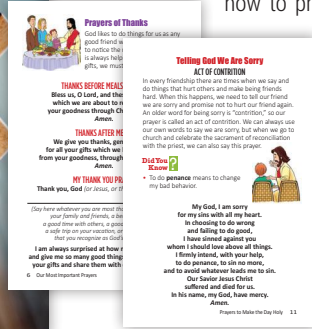 how to pr
Prayers of Thanks
God likes to do things for us as any
good friend w
to notice the
is always help
gifts, we must
THANKS BEFORE MEALS
Bless us, O Lord, and thes
which we are about to r
your goodness through Ch
Amen.
THANKS AFTER ME
We give you thanks, gen
for all your gifts which we
from your goodness, through
Amen.
MY THANK YOU PRA
Thank you, God (or Jesus, or th
(Say here whatever you are most tha
your family and friends, a bea
a good time with others, a good
a safe trip on your vacation, or
that you recognize as God's
I am always surprised at how m
and give me so many good things
your gifts and share them with
6 Our Most Important Prayers
Telling God We Are Sorry
ACT OF CONTRITION
In every friendship there are times when we say and
do things that hurt others and make being friends
hard. When this happens, we need to tell our friend
we are sorry and promise not to hurt our friend again.
An older word for being sorry is "contrition," so our
prayer is called an act of contrition. We can always use
our own words to say we are sorry, but when we go to
church and celebrate the sacrament of reconciliation
with the priest, we can also say this prayer.
Did You
Know?
• To do penance means to change
my bad behavior.
My God, I am sorry
for my sins with all my heart.
In choosing to do wrong
and failing to do good,
I have sinned against you
whom I should love above all things.
I firmly intend, with your help,
to do penance, to sin no more,
and to avoid whatever leads me to sin.
Our Savior Jesus Christ
suffered and died for us.
In his name, my God, have mercy.
Amen.
Prayers to Make the Day Holy 11